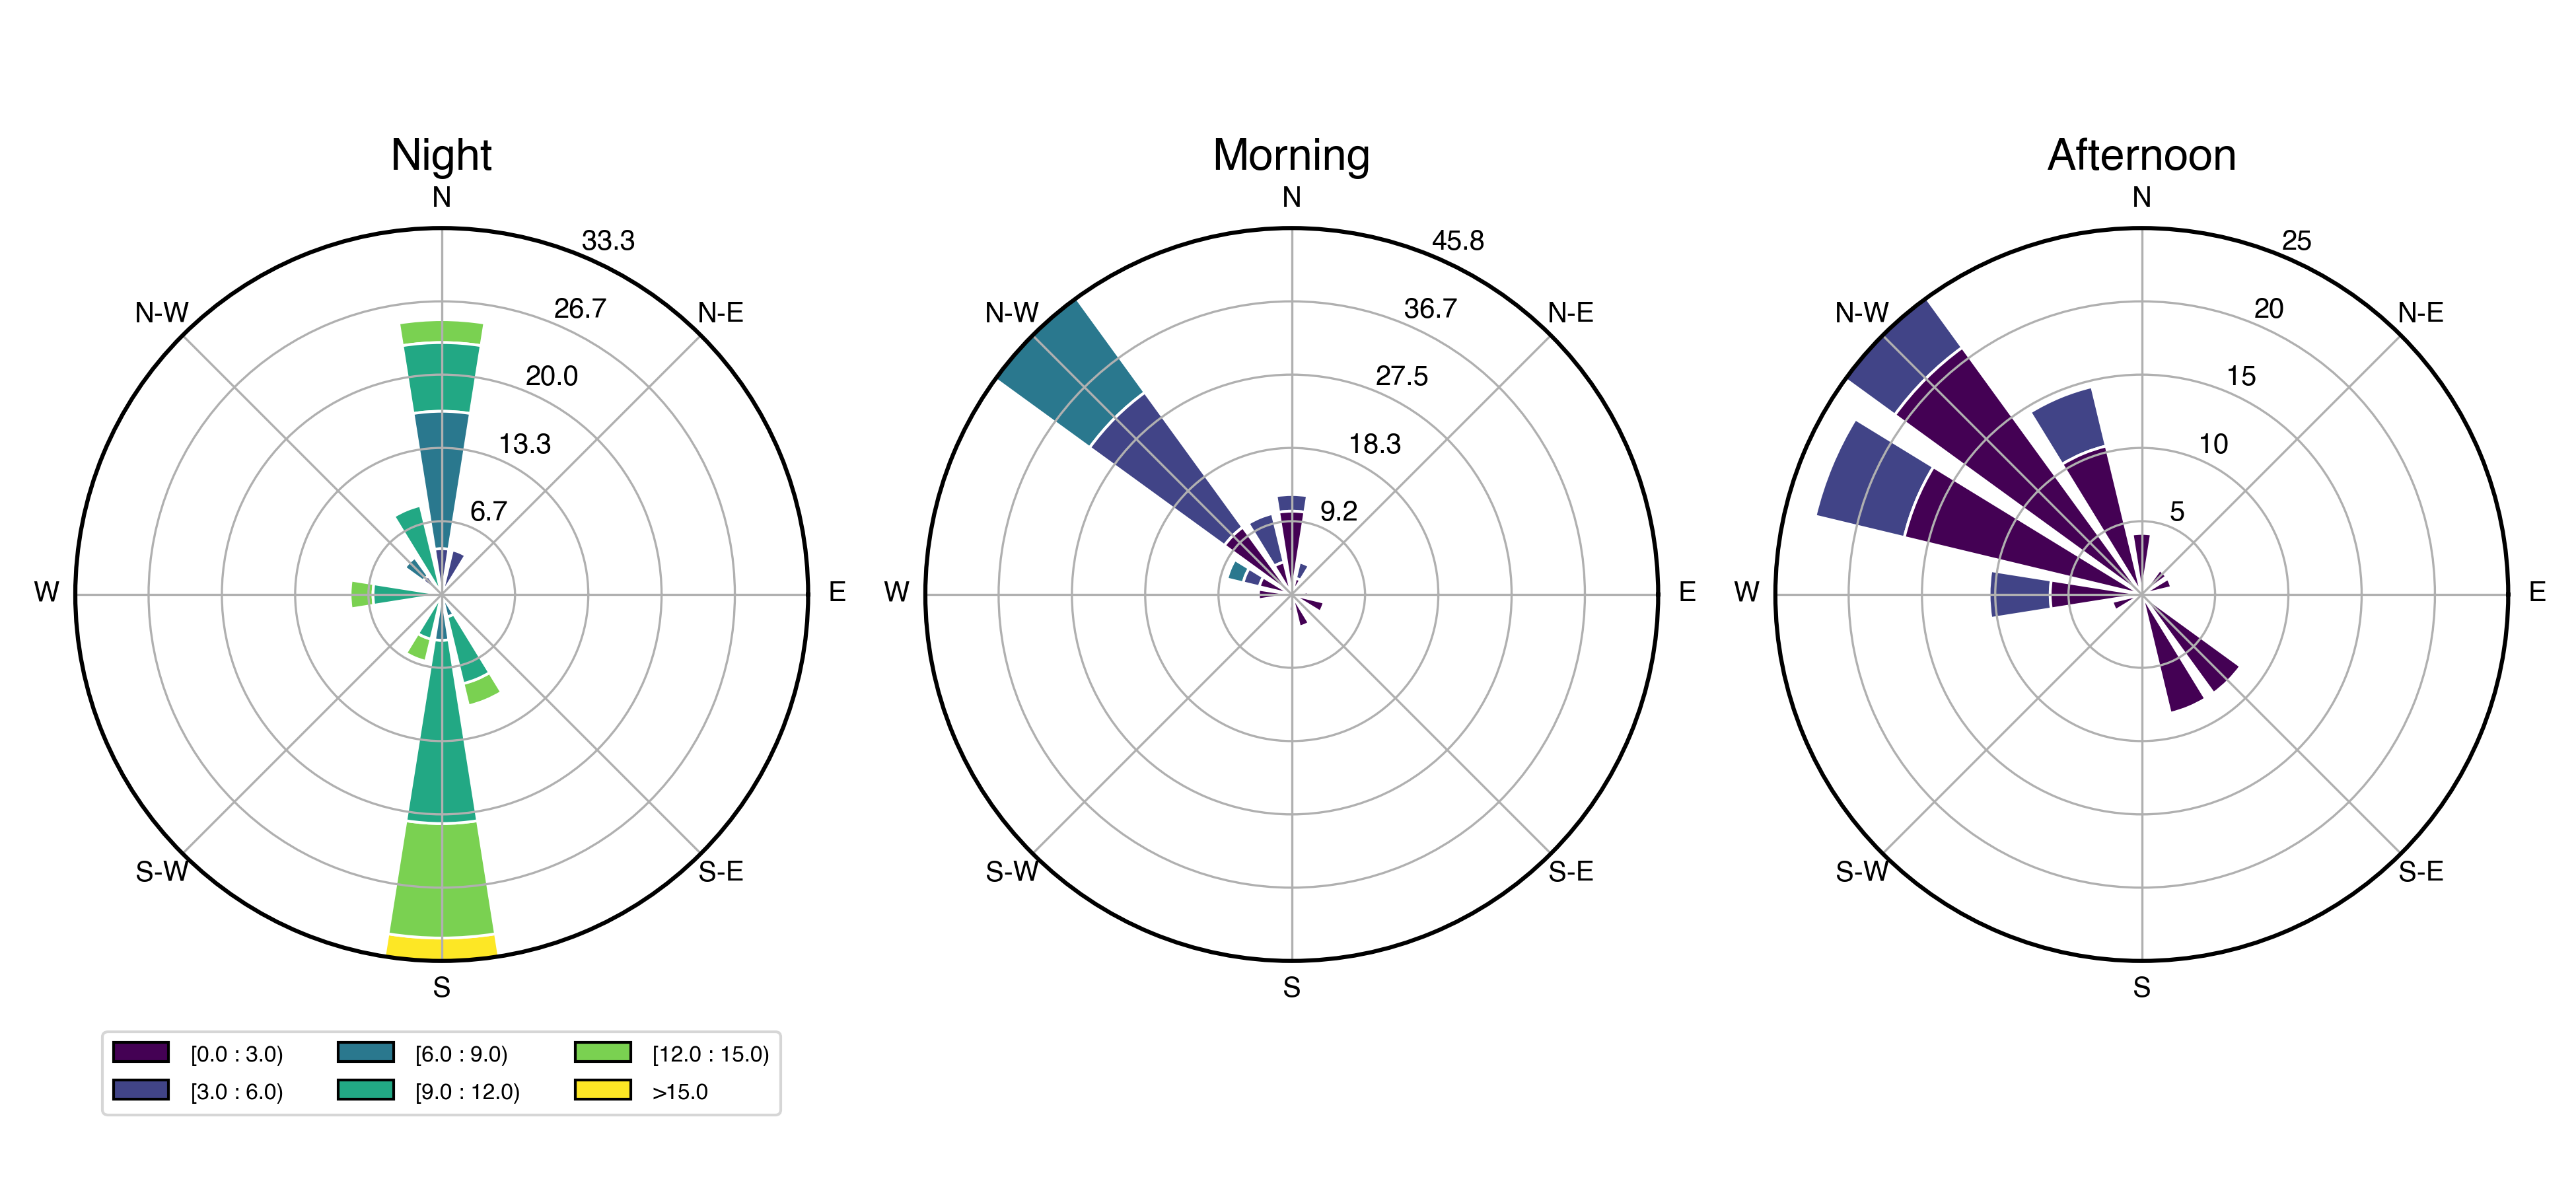 Night
N
33.3
N-W
N-E
26.7
20.0
13.3
6.7
W
E
S-W
S-E
S
Morning
N
45.8
N-W
N-E
36.7
27.5
18.3
9.2
W
E
S-W
S-E
S
Afternoon
N
25
N-W
N-E
20
15
10
5
W
E
S-W
S-E
S
[0.0 : 3.0)
[6.0 : 9.0)
[12.0 : 15.0)
[3.0 : 6.0)
[9.0 : 12.0)
>15.0